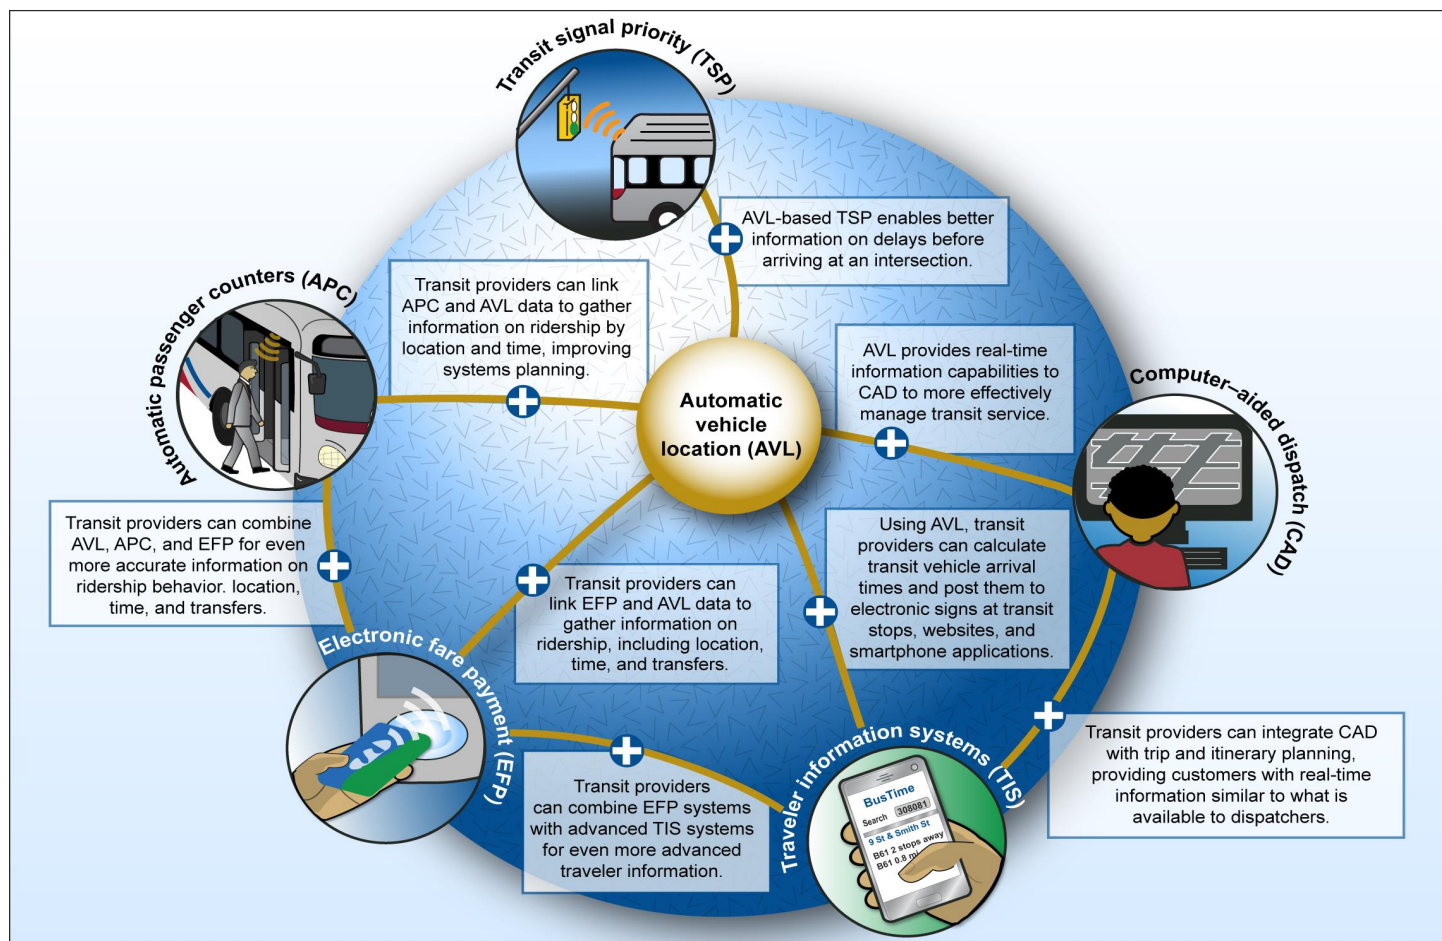 Transit signal priority (TSP)
AVL-based TSP enables better
information on delays before
arriving at an intersection.
Automatic passenger counters (APC)
Transit providers can link
APC and AVL data to gather
information on ridership by
location and time, improving
systems planning.
AVL provides real-time
information capabilities to
CAD to more effectively
manage transit service.
Computer–aided dispatch (CAD)
Automatic
vehicle
location (AVL)
Transit providers can combine
AVL, APC, and EFP for even
more accurate information on
ridership behavior. location,
time, and transfers.
Using AVL, transit
providers can calculate
transit vehicle arrival
times and post them to
electronic signs at transit
stops, websites, and
smartphone applications.
Transit providers can
link EFP and AVL data to
gather information on
ridership, including location,
time, and transfers.
Electronic fare payment (EFP)
Traveler information systems (TIS)
Transit providers can integrate CAD
with trip and itinerary planning,
providing customers with real-time
information similar to what is
available to dispatchers.
Transit providers
can combine EFP systems
with advanced TIS systems
for even more advanced
traveler information.
BusTime
Search 308081
9 St & Smith St
B61 2 stops away
B61 0.8 mi